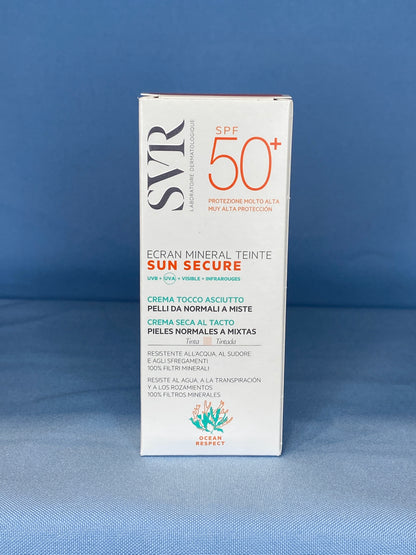 SVR
LABORATOIRE DERMATOLOGIQUE
SPF
50+
PROTEZIONE MOLTO ALTA
MUY ALTA PROTECCIÓN
ECRAN MINERAL TEINTE
SUN SECURE
UVB + UVA + VISIBLE + INFRAROUGES
CREMA TOCCO ASCIUTTO
PELLI DA NORMALI A MISTE
CREMA SECA AL TACTO
PIELES NORMALES A MIXTAS
Tinta Tintada
RESISTENTE ALL'ACQUA, AL SUDORE
E AGLI SFREGAMENTI
100% FILTRI MINERALI
RESISTE AL AGUA, A LA TRANSPIRACIÓN
Y A LOS ROZAMIENTOS
100% FILTROS MINERALES
OCEAN
RESPECT